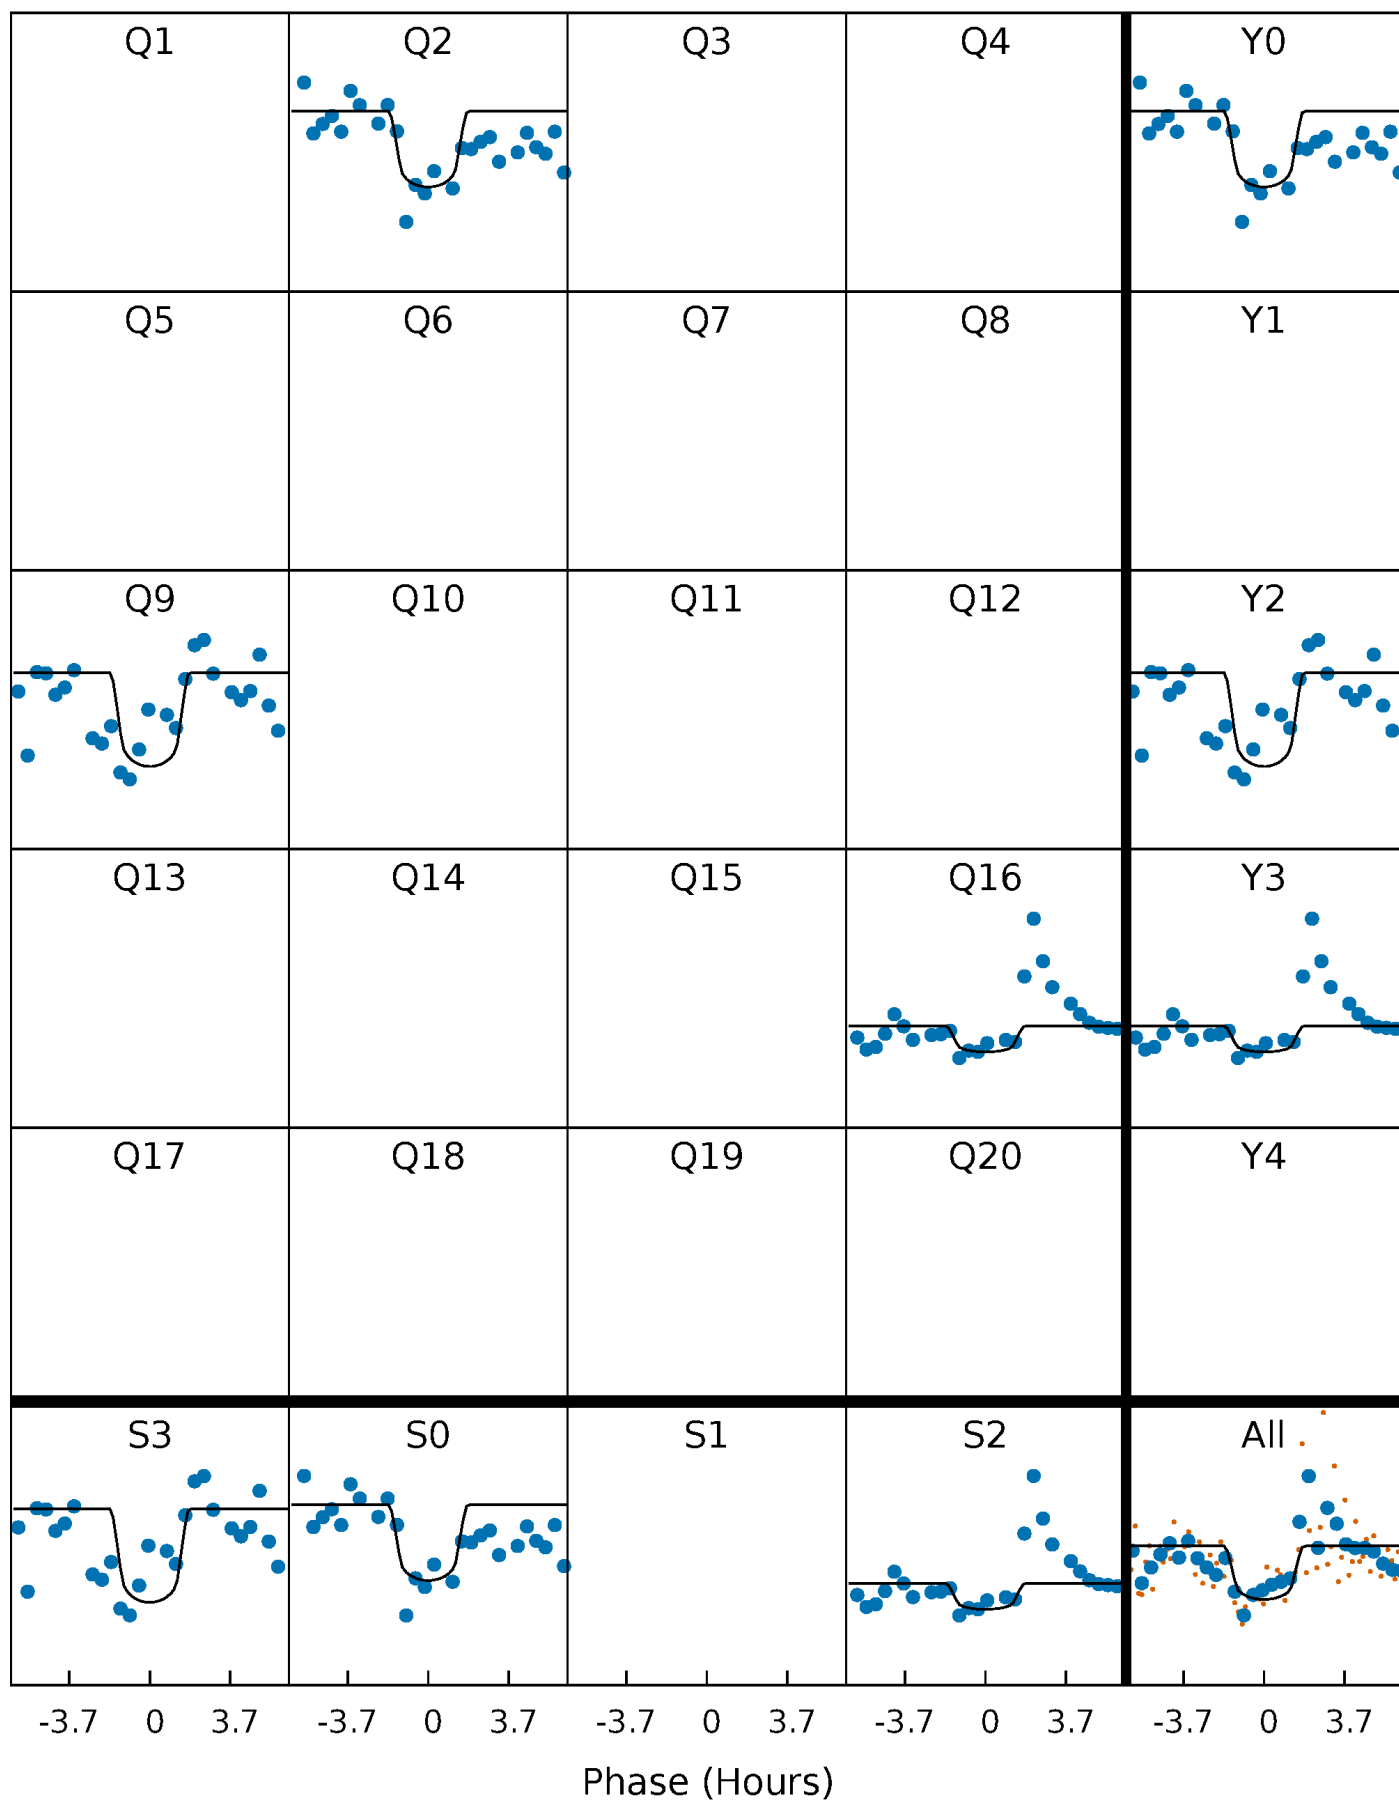 Q1 Q2 Q3 Q4 Y0
Q5 Q6 Q7 Q8 Y1
Q9 Q10 Q11 Q12 Y2
Q13 Q14 Q15 Q16 Y3
Q17 Q18 Q19 Q20 Y4
S3 S0 S1 S2 All
-3.7 0 3.7 -3.7 0 3.7 -3.7 0 3.7 -3.7 0 3.7 -3.7 0 3.7
Phase (Hours)